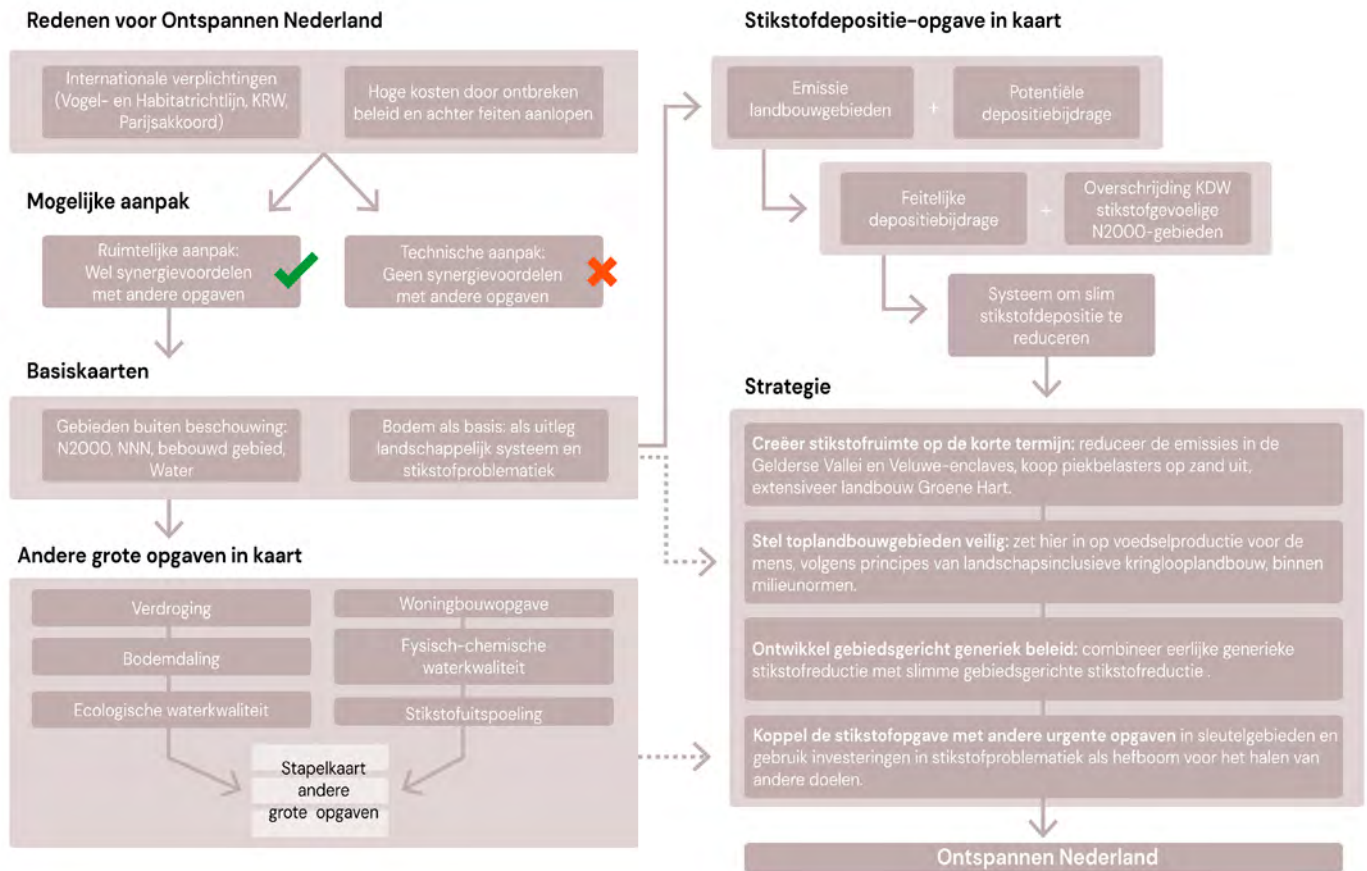 Redenen voor Ontspannen Nederland
Internationale verplichtingen
(Vogel- en Habitatrichtlijn, KRW,
Parijsakkoord)
Hoge kosten door ontbreken
beleid en achter feiten aanlopen
Mogelijke aanpak
Ruimtelijke aanpak:
Wel synergievoordelen
met andere opgaven
Technische aanpak:
Geen synergievoordelen
met andere opgaven
Basiskaarten
Gebieden buiten beschouwing:
N2000, NNN, bebouwd gebied,
Water
Bodem als basis: als uitleg
landschappelijk systeem en
stikstofproblematiek
Andere grote opgaven in kaart
Verdroging
Bodemdaling
Ecologische waterkwaliteit
Woningbouwopgave
Fysisch-chemische
waterkwaliteit
Stikstofuitspoeling
Stapelkaart
andere
grote opgaven
Stikstofdepositie-opgave in kaart
Emissie
landbouwgebieden
+
Potentiële
depositiebijdrage
Feitelijke
depositiebijdrage
+
Overschrijding KDW
stikstofgevoelige
N2000-gebieden
Systeem om slim
stikstofdepositie te
reduceren
Strategie
Creëer stikstofruimte op de korte termijn: reduceer de emissies in de
Gelderse Vallei en Veluwe-enclaves, koop piekbelasters op zand uit,
extensiveer landbouw Groene Hart.
Stel toplandbouwgebieden veilig: zet hier in op voedselproductie voor de
mens, volgens principes van landschapsinclusieve kringlooplandbouw, binnen
milieunormen.
Ontwikkel gebiedsgericht generiek beleid: combineer eerlijke generieke
stikstofreductie met slimme gebiedsgerichte stikstofreductie .
Koppel de stikstofopgave met andere urgente opgaven in sleutelgebieden en
gebruik investeringen in stikstofproblematiek als hefboom voor het halen van
andere doelen.
Ontspannen Nederland